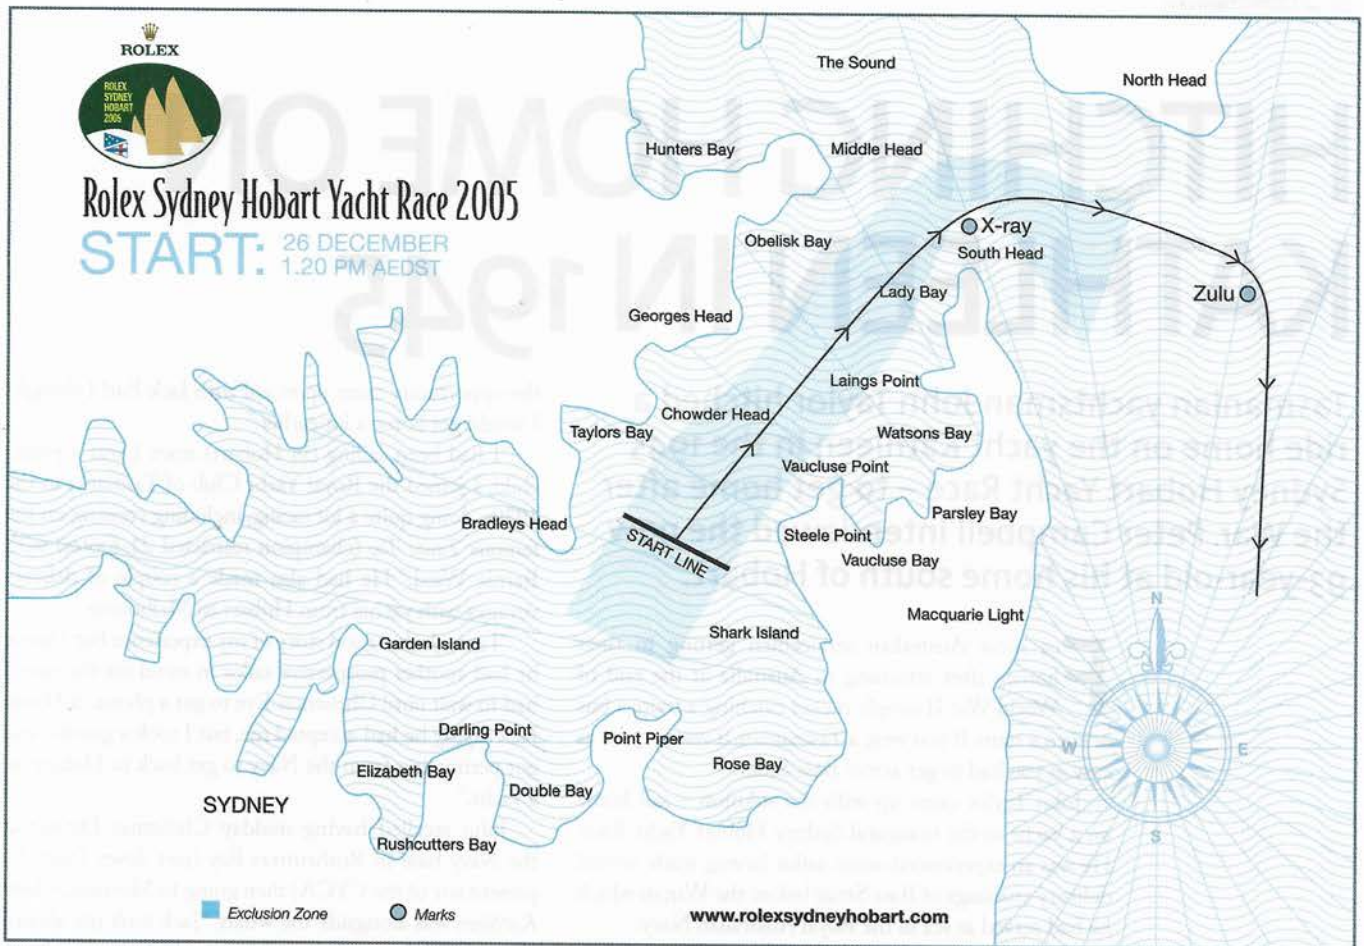 ROLEX
ROLEX
SYDNEY
HOBART
2005
Rolex Sydney Hobart Yacht Race 2005
START: 26 DECEMBER
1.20 PM AEDST
The Sound
North Head
Hunters Bay
Middle Head
X-ray
Obelisk Bay
South Head
Lady Bay
Zulu
Georges Head
Laings Point
Chowder Head
Taylors Bay
Watsons Bay
Vaucluse Point
Bradleys Head
Parsley Bay
START LINE
Steele Point
Vaucluse Bay
Macquarie Light
N
Shark Island
Garden Island
Darling Point
Point Piper
W
E
Elizabeth Bay
Rose Bay
Double Bay
SYDNEY
S
Rushcutters Bay
Exclusion Zone
Marks
www.rolexsydneyhobart.com